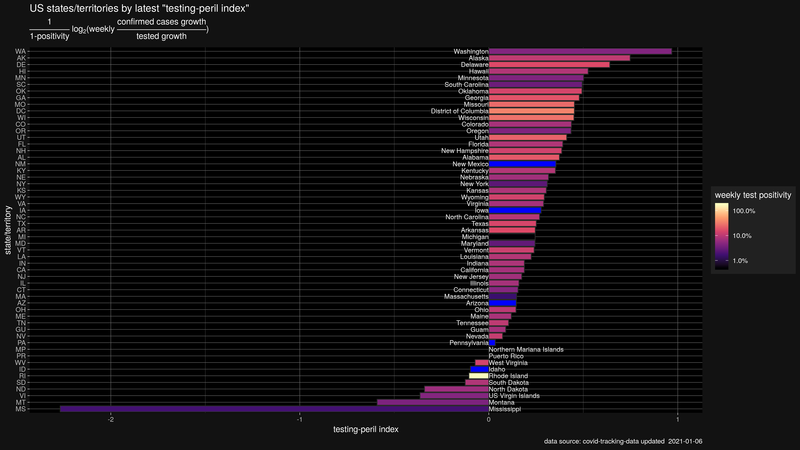 US states/territories by latest "testing-peril index"
1 confirmed cases growth
log2(weekly )
1-positivity tested growth
WA Washington
AK Alaska
DE Delaware
HI Hawaii
MN Minnesota
SC South Carolina
OK Oklahoma
GA Georgia
MO Missouri
DC District of Columbia
WI Wisconsin
CO Colorado
OR Oregon
UT Utah
FL Florida
NH New Hampshire
AL Alabama
NM New Mexico
KY Kentucky
NE Nebraska
NY New York
KS Kansas
WY Wyoming
VA Virginia
IA Iowa
NC North Carolina
TX Texas
AR Arkansas
MI Michigan
MD Maryland
VT Vermont
LA Louisiana
IN Indiana
CA California
NJ New Jersey
IL Illinois
CT Connecticut
MA Massachusetts
AZ Arizona
OH Ohio
ME Maine
TN Tennessee
GU Guam
NV Nevada
PA Pennsylvania
MP Northern Mariana Islands
PR Puerto Rico
WV West Virginia
ID Idaho
RI Rhode Island
SD South Dakota
ND North Dakota
VI US Virgin Islands
MT Montana
MS Mississippi
state/territory
-2 -1 0 1
testing-peril index
weekly test positivity
100.0%
10.0%
1.0%
data source: covid-tracking-data updated 2021-01-06